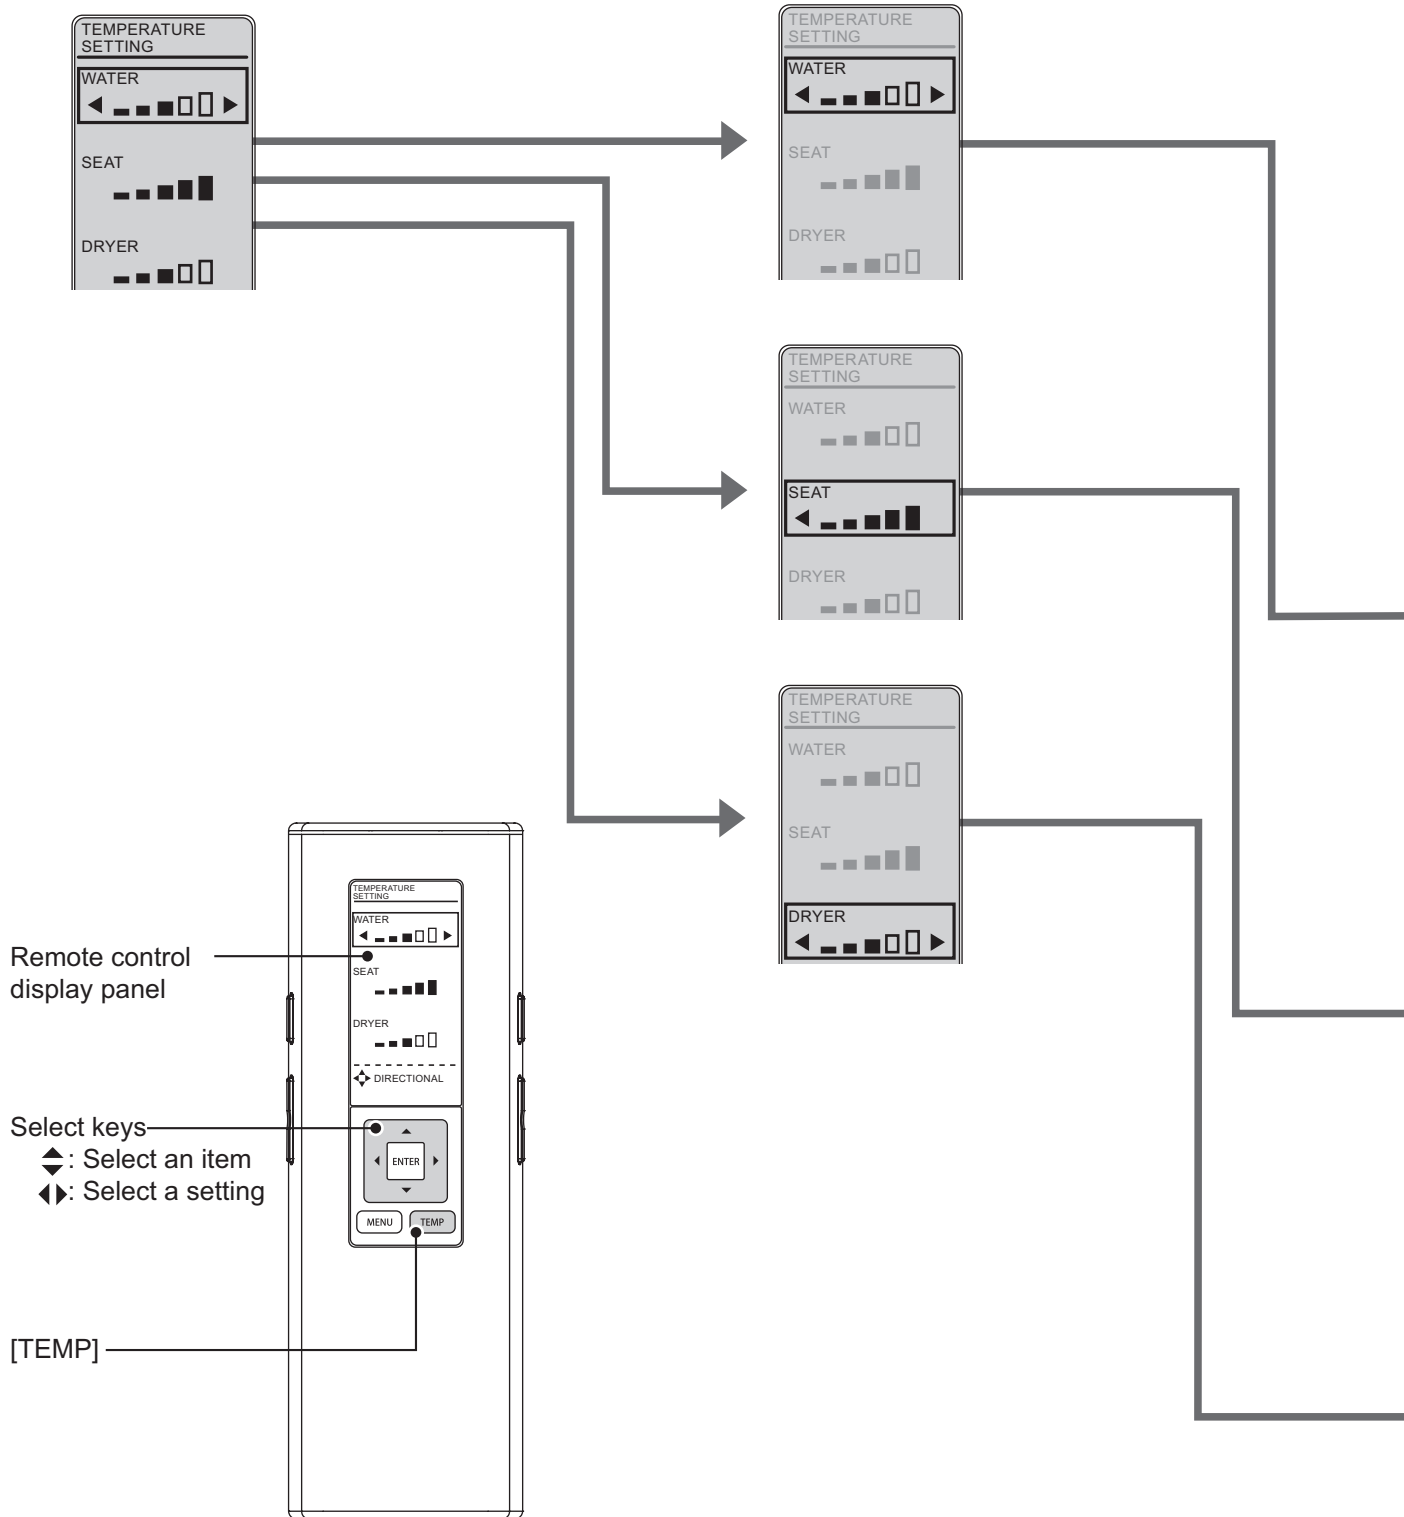 TEMPERATURE
SETTING
WATER
SEAT
DRYER
TEMPERATURE
SETTING
WATER
SEAT
DRYER
TEMPERATURE
SETTING
WATER
SEAT
DRYER
TEMPERATURE
SETTING
WATER
SEAT
DRYER
TEMPERATURE
SETTING
WATER
SEAT
DRYER
DIRECTIONAL
ENTER
MENU
TEMP
Remote control
display panel
Select keys
: Select an item
: Select a setting
[TEMP]